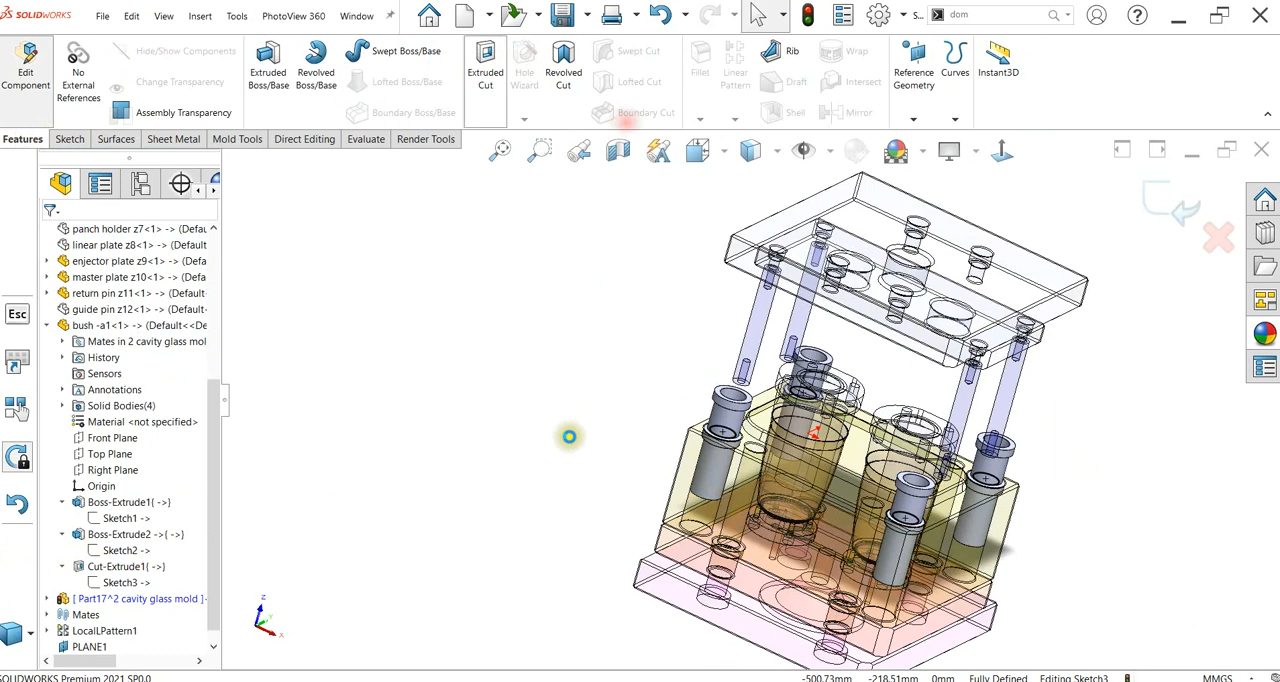 SOLIDWORKS File Edit View Insert Tools PhotoView 360 Window S... dom
Edit Component
No External References
Hide/Show Components
Change Transparency
Assembly Transparency
Extruded Boss/Base
Revolved Boss/Base
Swept Boss/Base
Lofted Boss/Base
Boundary Boss/Base
Extruded Cut
Hole Wizard
Revolved Cut
Swept Cut
Lofted Cut
Boundary Cut
Fillet
Linear Pattern
Rib
Draft
Shell
Wrap
Intersect
Mirror
Reference Geometry
Curves
Instant3D
Features Sketch Surfaces Sheet Metal Mold Tools Direct Editing Evaluate Render Tools
panch holder z7<1> -> (Defau
linear plate z8<1> -> (Default
enjector plate z9<1> -> (Defa
master plate z10<1> -> (Defa
return pin z11<1> -> (Default
guide pin z12<1> -> (Default
bush -a1<1> -> (Default<<De
Mates in 2 cavity glass mol
History
Sensors
Annotations
Solid Bodies(4)
Material <not specified>
Front Plane
Top Plane
Right Plane
Origin
Boss-Extrude1{ ->}
Sketch1 ->
Boss-Extrude2 ->{ ->}
Sketch2 ->
Cut-Extrude1{ ->}
Sketch3 ->
[ Part17^2 cavity glass mold ]-
Mates
LocalLPattern1
PLANE1
Esc
Z
Y
X
SOLIDWORKS Premium 2021 SP0.0 -500.73mm -218.51mm 0mm Fully Defined Editing Sketch3 MMGS